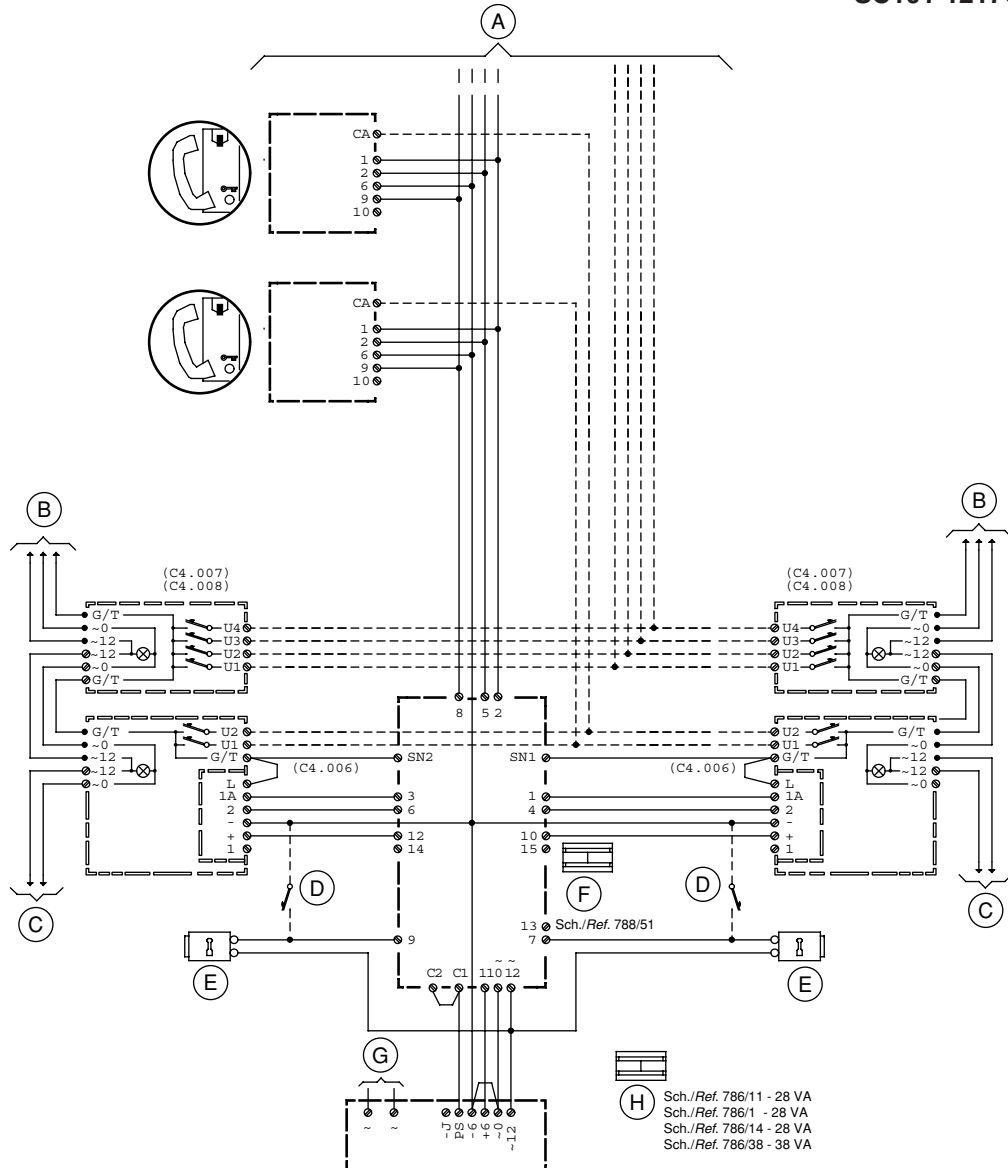 A
CA
1
2
6
9
10
CA
1
2
6
9
10
B
B
(C4.007)
(C4.008)
(C4.007)
(C4.008)
G/T
~0
~12
~12
~0
G/T
U4
U3
U2
U1
U4
U3
U2
U1
G/T
~0
~12
~12
~0
G/T
8 5 2
G/T
~0
~12
~12
~0
U2
U1
G/T
L
1A
2
-
+
1
(C4.006)
SN2
3
6
12
14
9
SN1
1
4
10
15
13
7
(C4.006)
U2
U1
G/T
L
1A
2
-
+
1
G/T
~0
~12
~12
~0
C
D
F
D
C
Sch./Ref. 788/51
E
E
C2 C1 11 ~0 ~12
G
~ ~ -J PS -6 +6 ~0 ~12
H
Sch./Ref. 786/11 - 28 VA
Sch./Ref. 786/1 - 28 VA
Sch./Ref. 786/14 - 28 VA
Sch./Ref. 786/38 - 38 VA